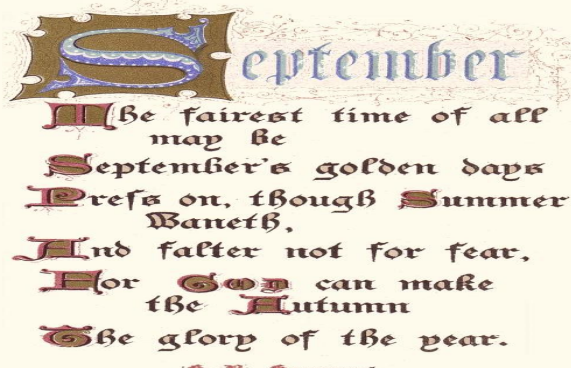 September
The fairest time of all
may be
September's golden days
Press on, though Summer
Waneth,
And falter not for fear,
For GOD can make
the Autumn
The glory of the year.